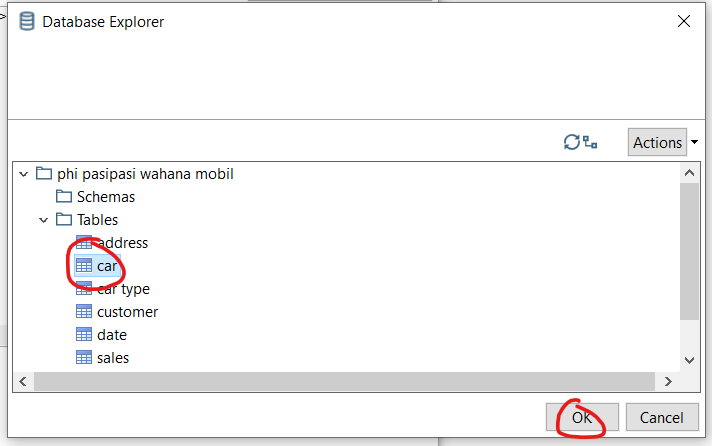 Database Explorer
Actions
phi pasipasi wahana mobil
Schemas
Tables
address
car
car type
customer
date
sales
OK
Cancel